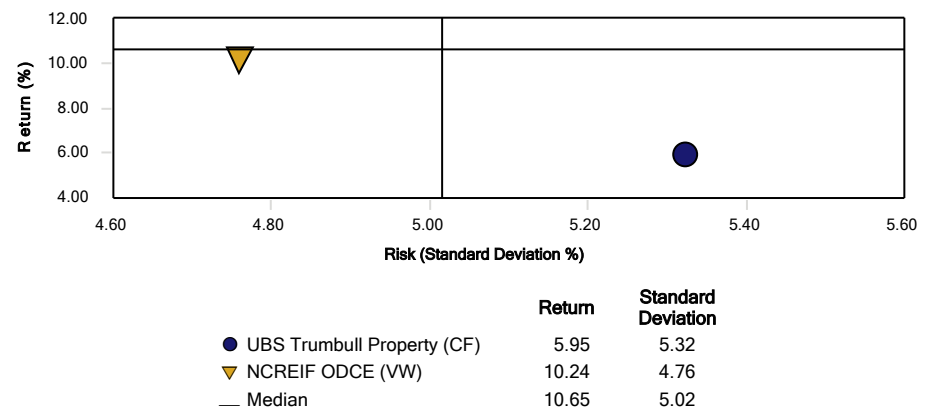 12.00
10.00
8.00
6.00
4.00
Return (%)
4.60 4.80 5.00 5.20 5.40 5.60
Risk (Standard Deviation %)
Return Standard Deviation
UBS Trumbull Property (CF) 5.95 5.32
NCREIF ODCE (VW) 10.24 4.76
Median 10.65 5.02